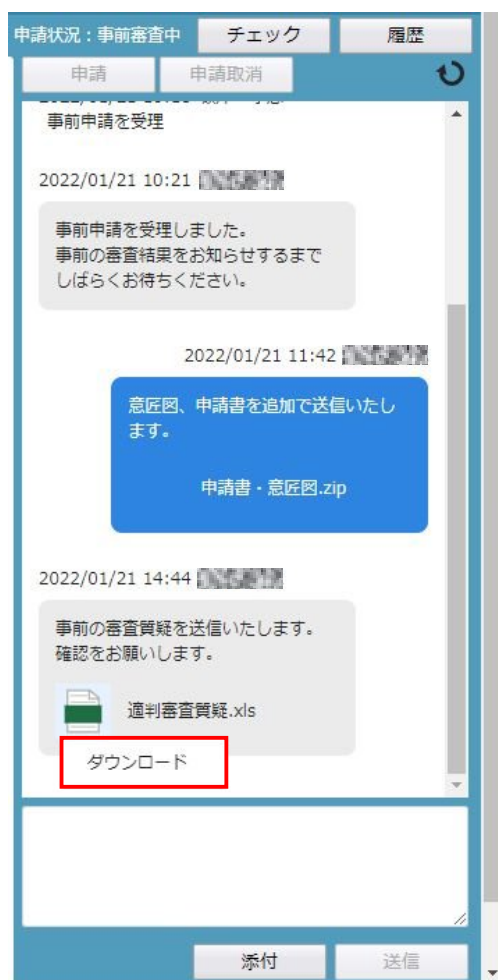 申請状況：事前審査中
チェック
履歴
申請
申請取消
事前申請を受理
2022/01/21 10:21
事前申請を受理しました。
事前の審査結果をお知らせするまで
しばらくお待ちください。
2022/01/21 11:42
意匠図、申請書を追加で送信いたし
ます。
申請書・意匠図.zip
2022/01/21 14:44
事前の審査質疑を送信いたします。
確認をお願いします。
適判審査質疑.xls
ダウンロード
添付
送信